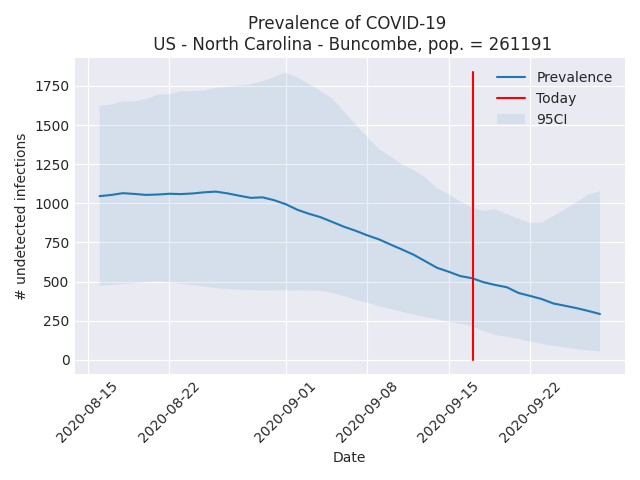 Prevalence of COVID-19
US - North Carolina - Buncombe, pop. = 261191
Prevalence
Today
95CI
# undetected infections
1750
1500
1250
1000
750
500
250
0
2020-08-15
2020-08-22
2020-09-01
2020-09-08
2020-09-15
2020-09-22
Date